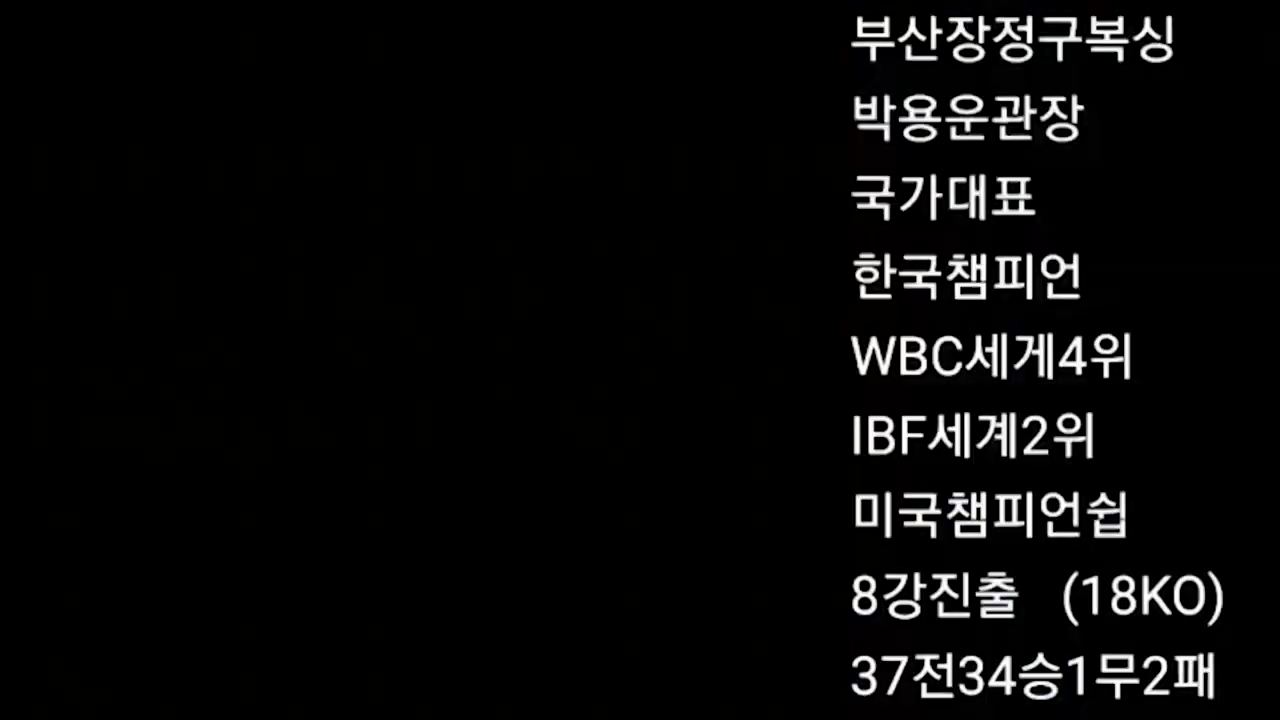 부산장정구복싱
박용운관장
국가대표
한국챔피언
WBC세게4위
IBF세계2위
미국챔피언쉽
8강진출 (18KO)
37전34승1무2패